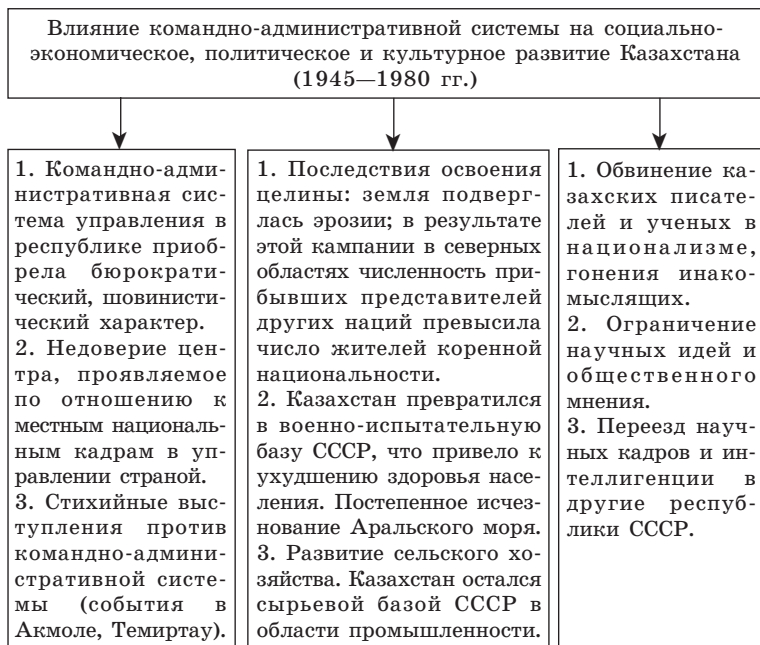 Влияние командно-административной системы на социально-
экономическое, политическое и культурное развитие Казахстана
(1945—1980 гг.)
1. Командно-адми-
нистративная сис-
тема управления в
республике приоб-
рела бюрократи-
ческий, шовинисти-
ческий характер.
2. Недоверие цен-
тра, проявляемое
по отношению к
местным националь-
ным кадрам в уп-
равлении страной.
3. Стихийные выс-
тупления против
командно-админи-
стративной систе-
мы (события в
Акмоле, Темиртау).
1. Последствия освоения
целины: земля подверг-
лась эрозии; в результате
этой кампании в северных
областях численность при-
бывших представителей
других наций превысила
число жителей коренной
национальности.
2. Казахстан превратился
в военно-испытательную
базу СССР, что привело к
ухудшению здоровья насе-
ления. Постепенное исчез-
нование Аральского моря.
3. Развитие сельского хо-
зяйства. Казахстан остался
сырьевой базой СССР в
области промышленности.
1. Обвинение ка-
захских писате-
лей и ученых в
национализме,
гонения инако-
мыслящих.
2. Ограничение
научных идей и
общественного
мнения.
3. Переезд науч-
ных кадров и ин-
теллигенции в
другие респуб-
лики СССР.